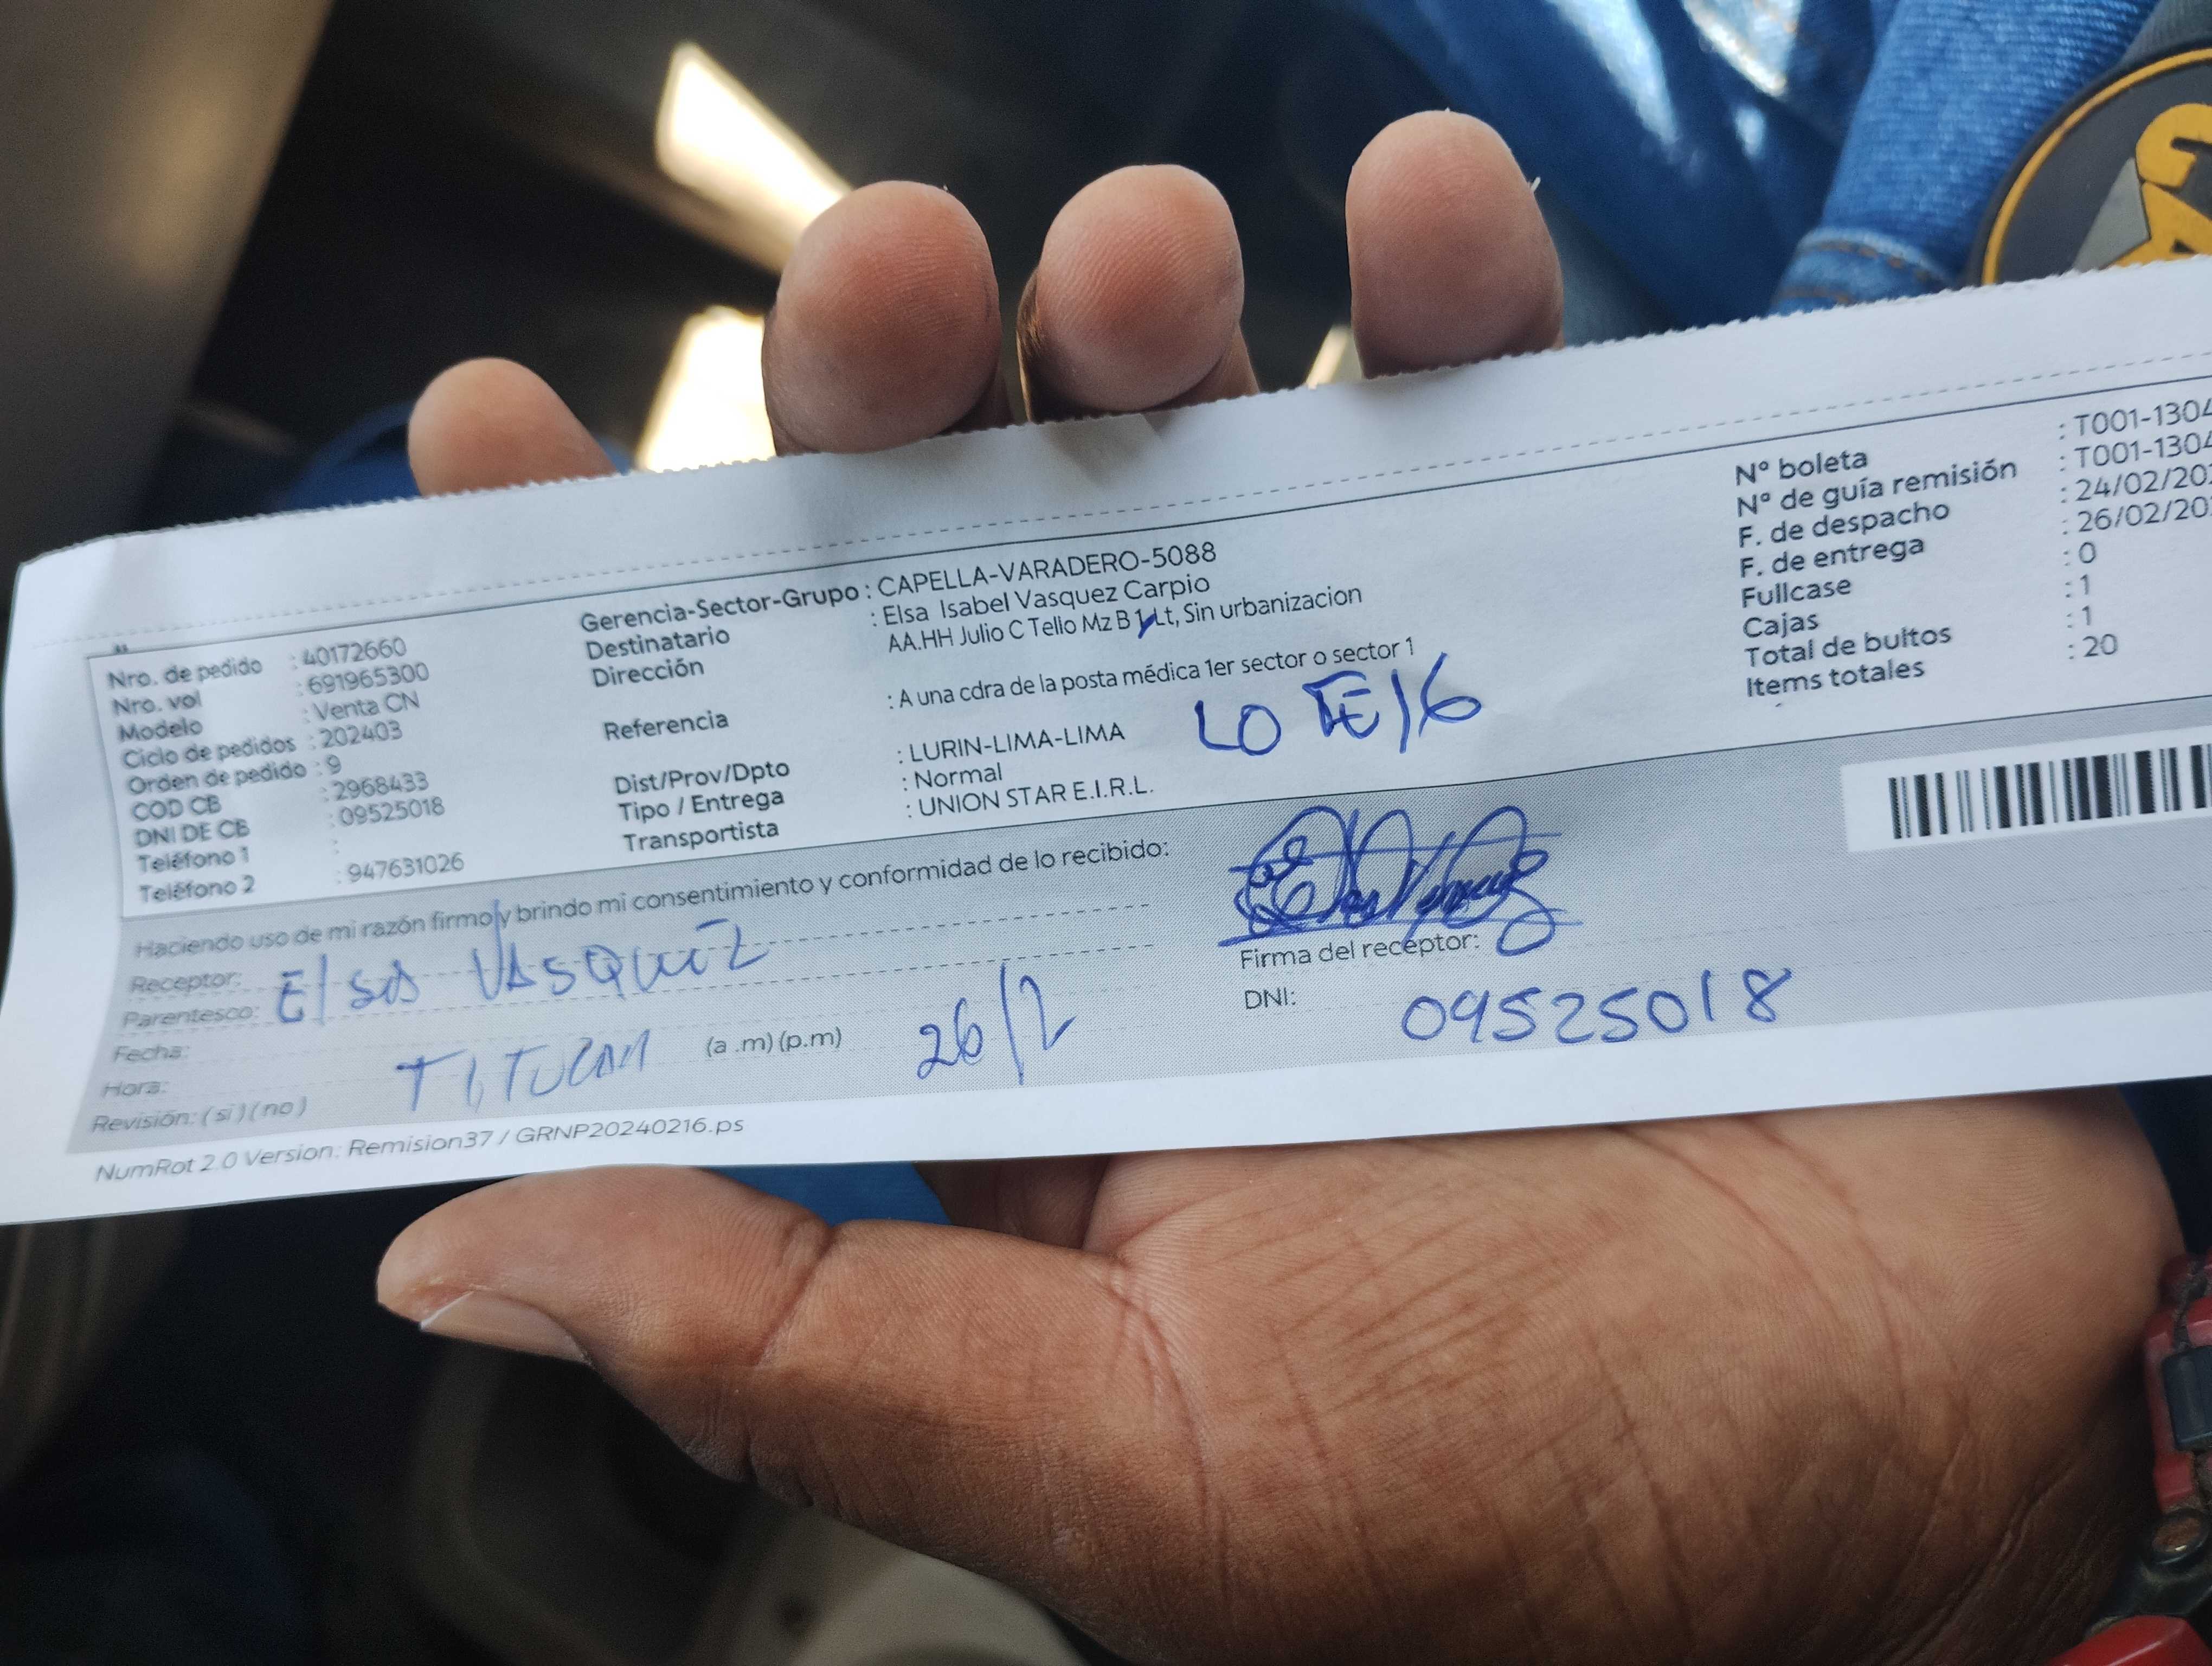 Nro. de pedido : 40172660
Nro. vol : 691965300
Modelo : Venta CN
Ciclo de pedidos : 202403
Orden de pedido : 9
COD CB : 2968433
DNI DE CB : 09525018
Teléfono 1 :
Teléfono 2 : 947631026
Gerencia-Sector-Grupo : CAPELLA-VARADERO-5088
Destinatario : Elsa Isabel Vasquez Carpio
Dirección AA.HH Julio C Tello Mz B 1 Lt, Sin urbanizacion
Referencia : A una cdra de la posta médica 1er sector o sector 1
LOTE 16
Dist/Prov/Dpto : LURIN-LIMA-LIMA
Tipo / Entrega : Normal
Transportista : UNION STAR E.I.R.L.
Nº boleta : T001-1304
Nº de guía remisión : T001-1304
F. de despacho : 24/02/20
F. de entrega : 26/02/20
Fullcase : 0
Cajas : 1
Total de bultos : 1
Items totales : 20
Haciendo uso de mi razón firmo y brindo mi consentimiento y conformidad de lo recibido:
Receptor: Elsa VASQUEZ
Parentesco:
Fecha:
Hora: TITULAR (a .m) (p.m) 26/2
Revisión: ( si ) ( no )
Firma del receptor:
DNI: 09525018
NumRot 2.0 Version: Remision37 / GRNP20240216.ps